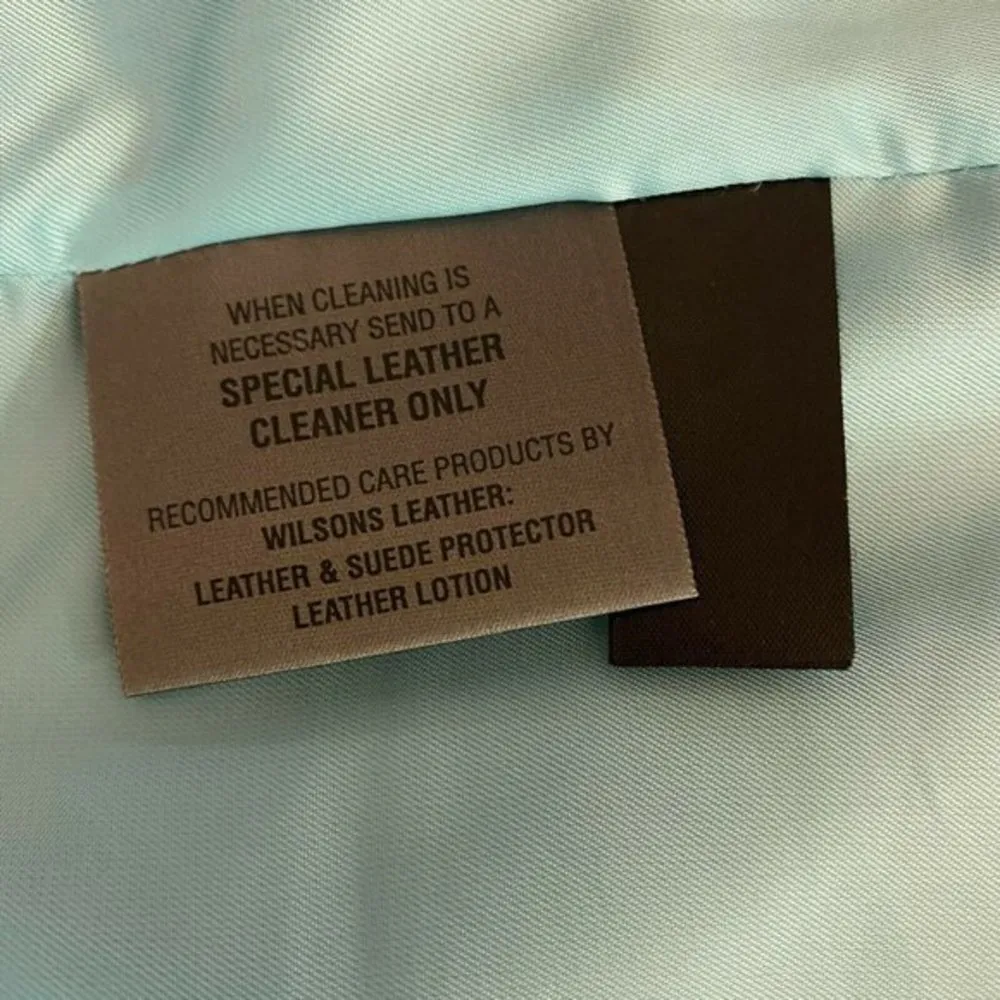 WHEN CLEANING IS
NECESSARY SEND TO A
SPECIAL LEATHER
CLEANER ONLY
RECOMMENDED CARE PRODUCTS BY
WILSONS LEATHER:
LEATHER & SUEDE PROTECTOR
LEATHER LOTION